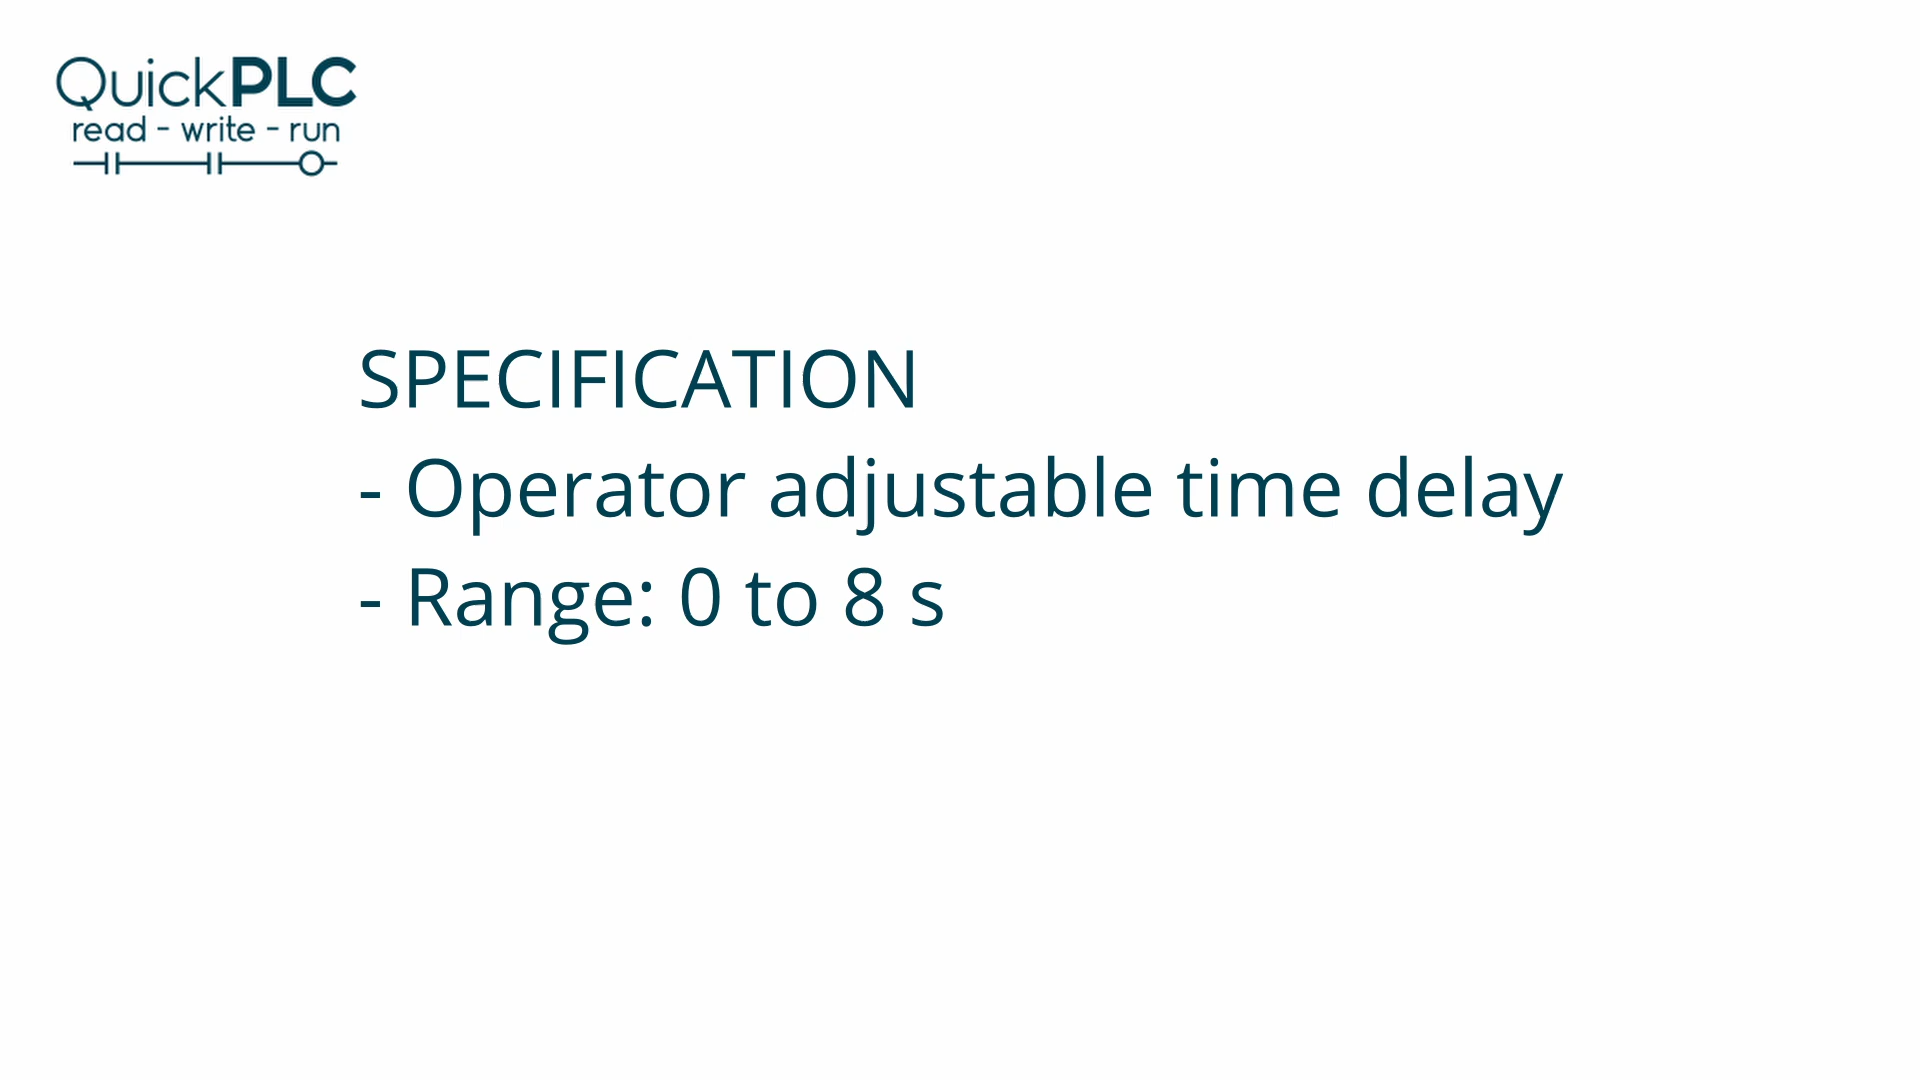 QuickPLC
read - write - run
SPECIFICATION
- Operator adjustable time delay
- Range: 0 to 8 s